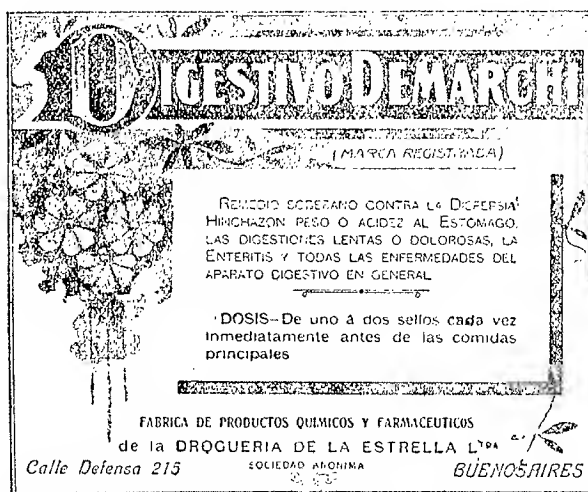 DIGESTIVO DEMARCHI
(MARCA REGISTRADA)
REMEDIO SOBERANO CONTRA LA DISPEPSIA
HINCHAZON PESO O ACIDEZ AL ESTOMAGO,
LAS DIGESTIONES LENTAS O DOLOROSAS, LA
ENTERITIS Y TODAS LAS ENFERMEDADES DEL
APARATO DIGESTIVO EN GENERAL
DOSIS—De uno á dos sellos cada vez
inmediatamente antes de las comidas
principales
FABRICA DE PRODUCTOS QUIMICOS Y FARMACEUTICOS
de la DROGUERIA DE LA ESTRELLA LTDA
SOCIEDAD ANONIMA
Calle Defensa 215 BUENOS AIRES